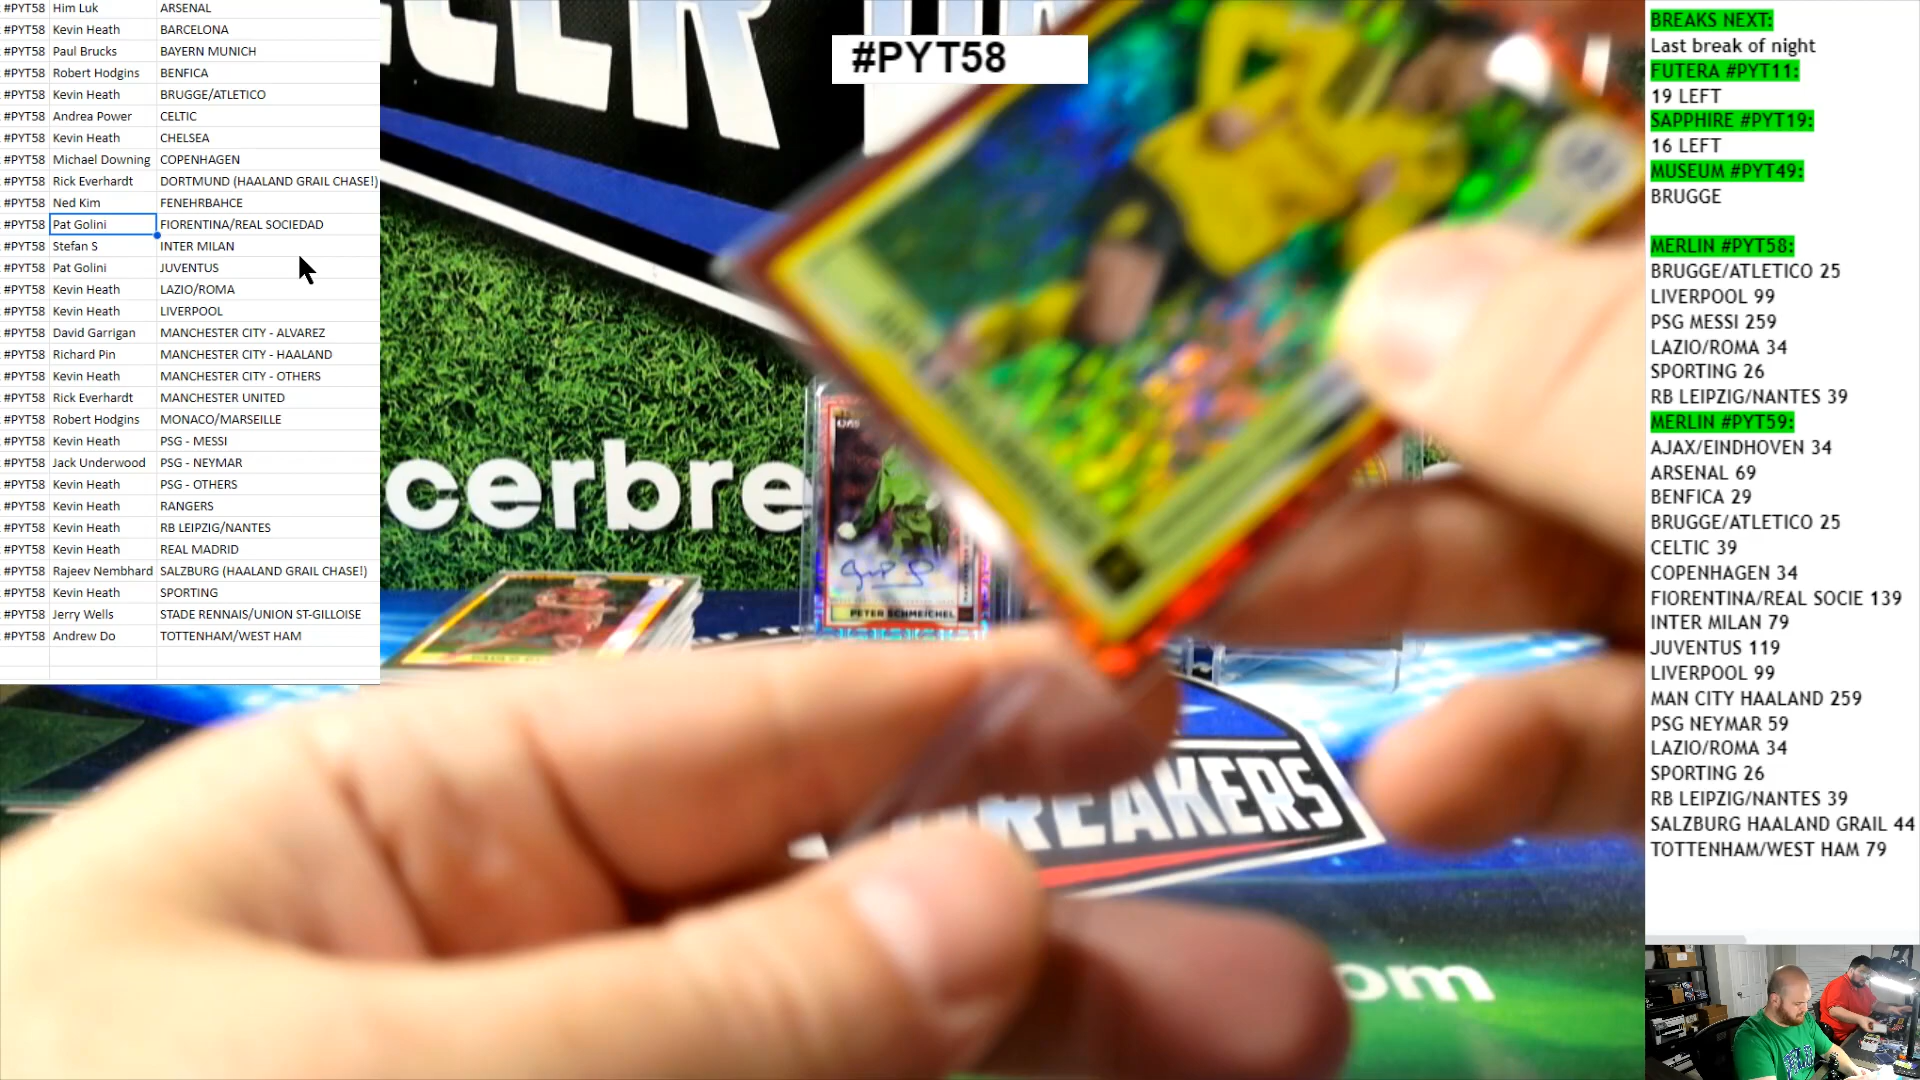 #PYT58 Him Luk ARSENAL
#PYT58 Kevin Heath BARCELONA
#PYT58 Paul Brucks BAYERN MUNICH
#PYT58 Robert Hodgins BENFICA
#PYT58 Kevin Heath BRUGGE/ATLETICO
#PYT58 Andrea Power CELTIC
#PYT58 Kevin Heath CHELSEA
#PYT58 Michael Downing COPENHAGEN
#PYT58 Rick Everhardt DORTMUND (HAALAND GRAIL CHASE!)
#PYT58 Ned Kim FENEHRBAHCE
#PYT58 Pat Golini FIORENTINA/REAL SOCIEDAD
#PYT58 Stefan S INTER MILAN
#PYT58 Pat Golini JUVENTUS
#PYT58 Kevin Heath LAZIO/ROMA
#PYT58 Kevin Heath LIVERPOOL
#PYT58 David Garrigan MANCHESTER CITY - ALVAREZ
#PYT58 Richard Pin MANCHESTER CITY - HAALAND
#PYT58 Kevin Heath MANCHESTER CITY - OTHERS
#PYT58 Rick Everhardt MANCHESTER UNITED
#PYT58 Robert Hodgins MONACO/MARSEILLE
#PYT58 Kevin Heath PSG - MESSI
#PYT58 Jack Underwood PSG - NEYMAR
#PYT58 Kevin Heath PSG - OTHERS
#PYT58 Kevin Heath RANGERS
#PYT58 Kevin Heath RB LEIPZIG/NANTES
#PYT58 Kevin Heath REAL MADRID
#PYT58 Rajeev Nembhard SALZBURG (HAALAND GRAIL CHASE!)
#PYT58 Kevin Heath SPORTING
#PYT58 Jerry Wells STADE RENNAIS/UNION ST-GILLOISE
#PYT58 Andrew Do TOTTENHAM/WEST HAM
#PYT58
cerbre
PETER SCHMEICHEL
REAKERS
om
BREAKS NEXT:
Last break of night
FUTERA #PYT11:
19 LEFT
SAPPHIRE #PYT19:
16 LEFT
MUSEUM #PYT49:
BRUGGE
MERLIN #PYT58:
BRUGGE/ATLETICO 25
LIVERPOOL 99
PSG MESSI 259
LAZIO/ROMA 34
SPORTING 26
RB LEIPZIG/NANTES 39
MERLIN #PYT59:
AJAX/EINDHOVEN 34
ARSENAL 69
BENFICA 29
BRUGGE/ATLETICO 25
CELTIC 39
COPENHAGEN 34
FIORENTINA/REAL SOCIE 139
INTER MILAN 79
JUVENTUS 119
LIVERPOOL 99
MAN CITY HAALAND 259
PSG NEYMAR 59
LAZIO/ROMA 34
SPORTING 26
RB LEIPZIG/NANTES 39
SALZBURG HAALAND GRAIL 44
TOTTENHAM/WEST HAM 79